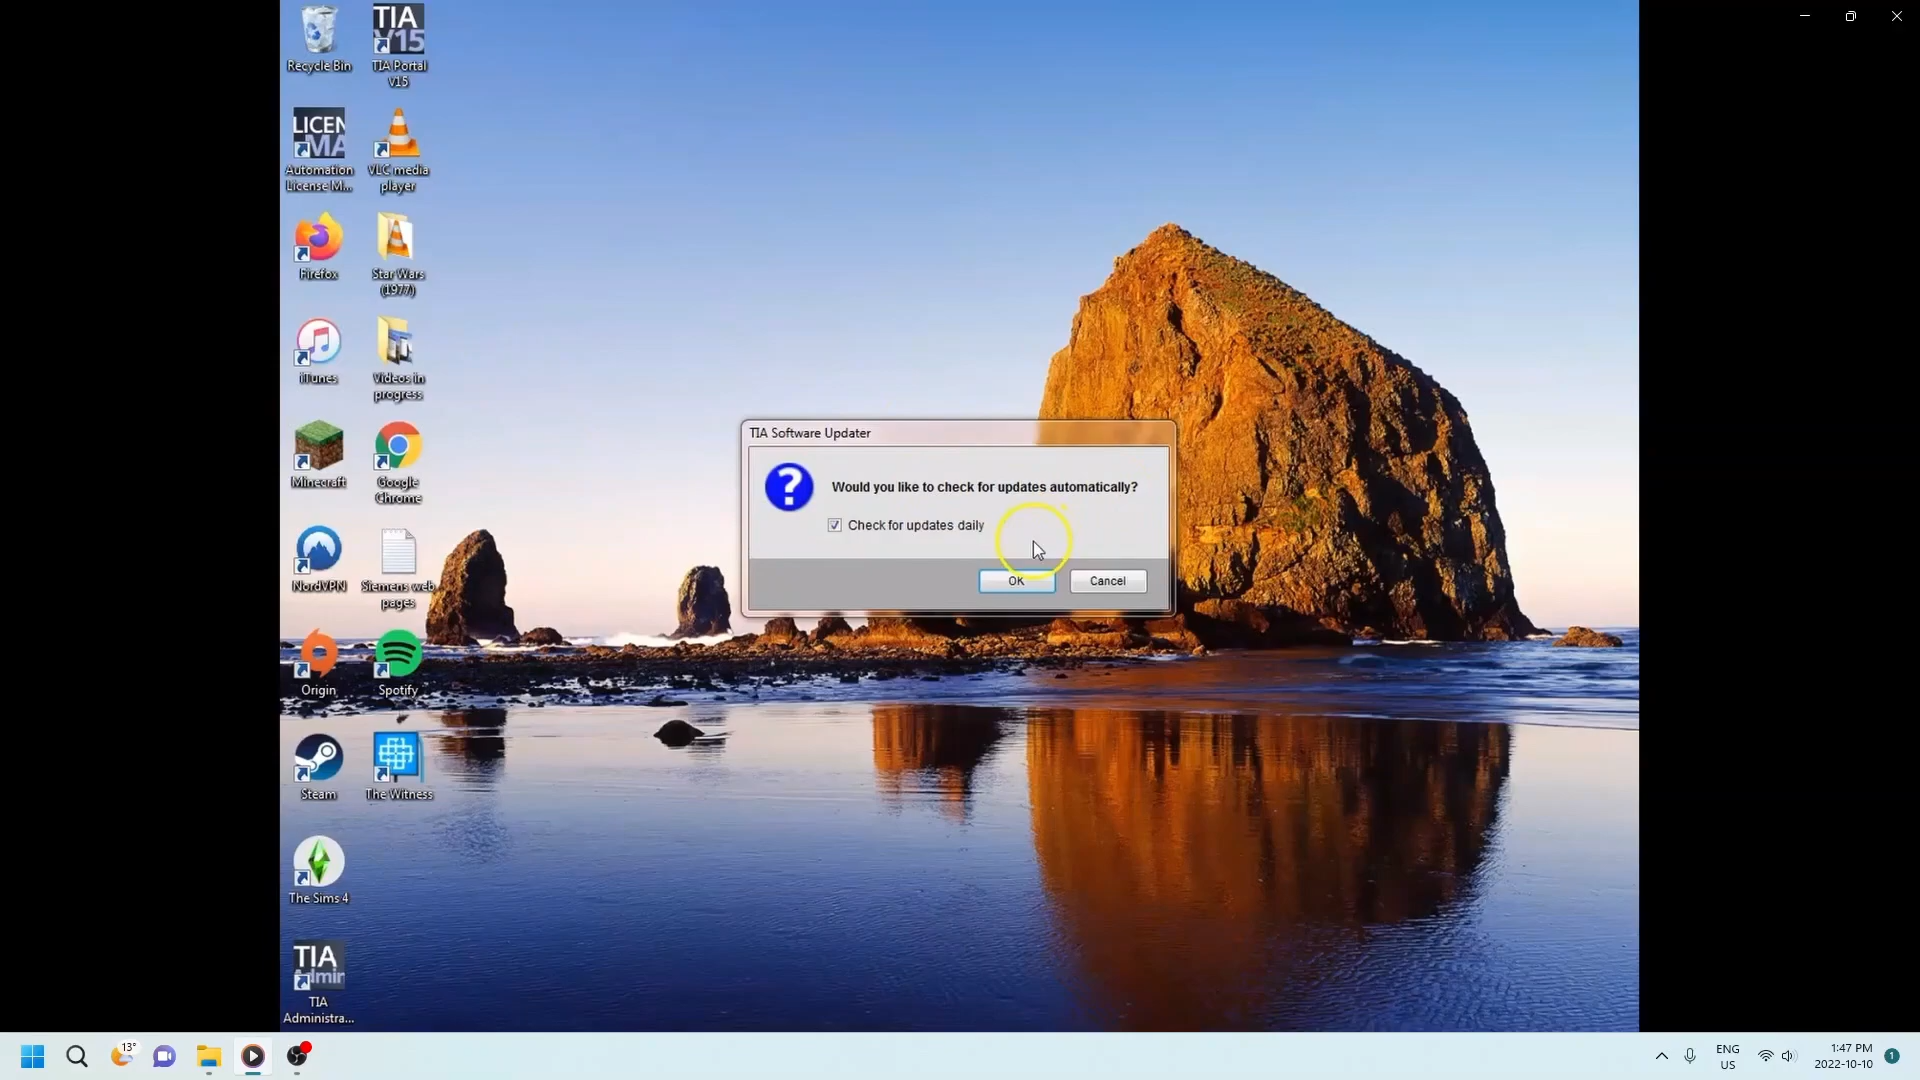 TIA
V15
Recycle Bin
TIA Portal
V15
LICEN
MA
Automation
License M...
VLC media
player
Firefox
Star Wars
(1977)
iTunes
Videos in
progress
TIA Software Updater
Would you like to check for updates automatically?
Check for updates daily
OK
Cancel
Minecraft
Google
Chrome
NordVPN
Siemens web
pages
Origin
Spotify
Steam
The Witness
The Sims 4
TIA
Admin
TIA
Administra...
13°
ENG
US
1:47 PM
2022-10-10
1